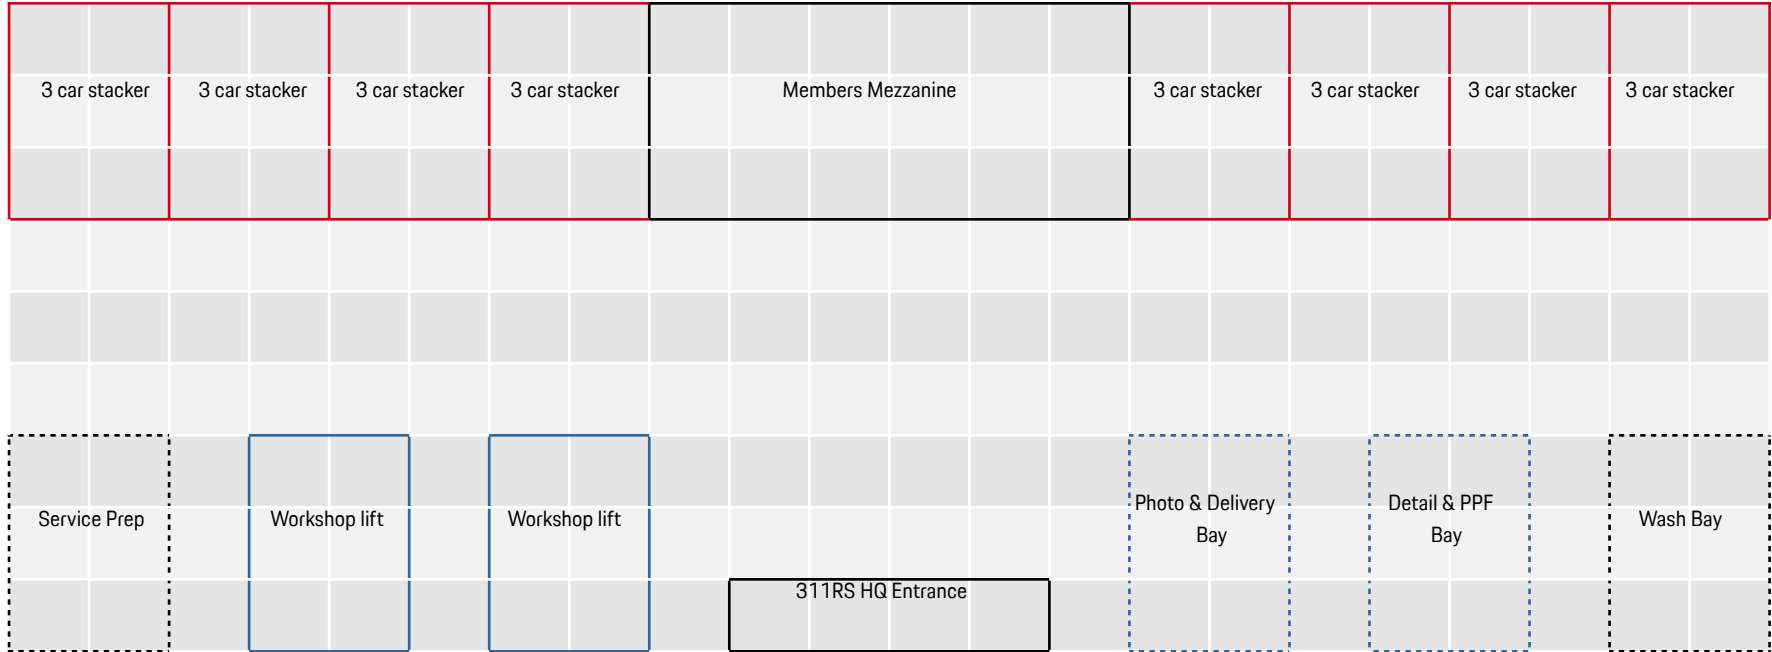 3 car stacker
3 car stacker
3 car stacker
3 car stacker
Members Mezzanine
3 car stacker
3 car stacker
3 car stacker
3 car stacker
Service Prep
Workshop lift
Workshop lift
311RS HQ Entrance
Photo & Delivery
Bay
Detail & PPF
Bay
Wash Bay